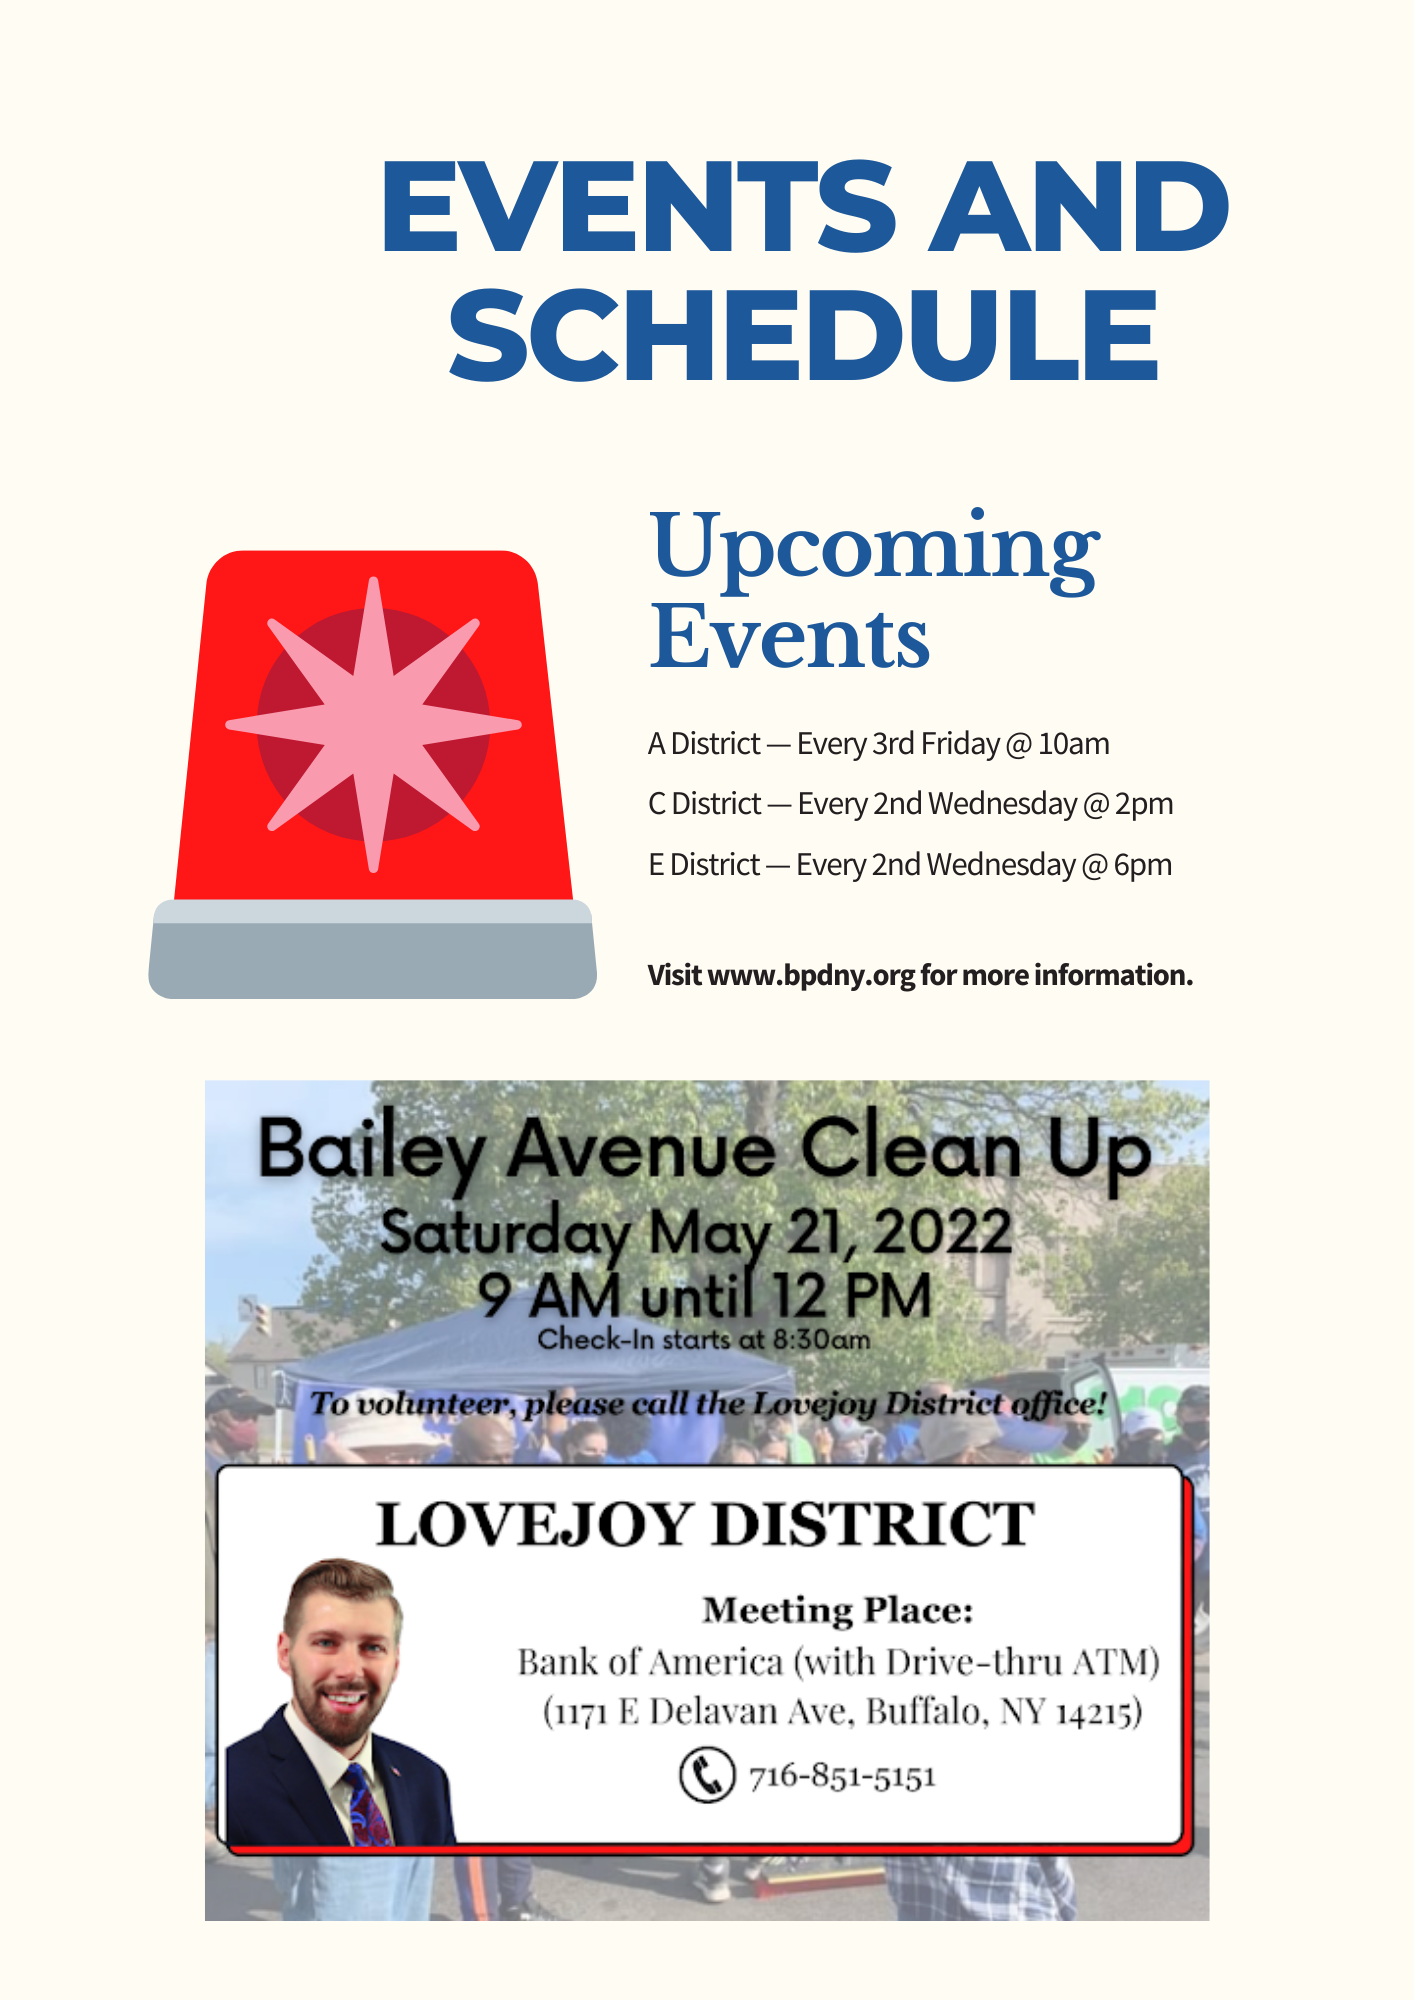 EVENTS AND
SCHEDULE
Upcoming
Events
A District — Every 3rd Friday @ 10am
C District — Every 2nd Wednesday @ 2pm
E District — Every 2nd Wednesday @ 6pm
Visit www.bpdny.org for more information.
Bailey Avenue Clean Up
Saturday May 21, 2022
9 AM until 12 PM
Check-In starts at 8:30am
To volunteer, please call the Lovejoy District office!
LOVEJOY DISTRICT
Meeting Place:
Bank of America (with Drive-thru ATM)
(1171 E Delavan Ave, Buffalo, NY 14215)
716-851-5151